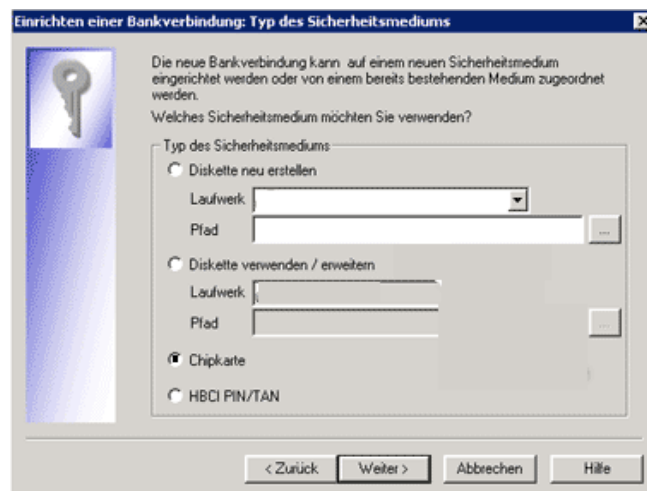 Einrichten einer Bankverbindung: Typ des Sicherheitsmediums
Die neue Bankverbindung kann auf einem neuen Sicherheitsmedium
eingerichtet werden oder von einem bereits bestehenden Medium zugeordnet
werden.
Welches Sicherheitsmedium möchten Sie verwenden?
Typ des Sicherheitsmediums
Diskette neu erstellen
Laufwerk
Pfad
...
Diskette verwenden / erweitern
Laufwerk
Pfad
...
Chipkarte
HBCI PIN/TAN
< Zurück Weiter > Abbrechen Hilfe